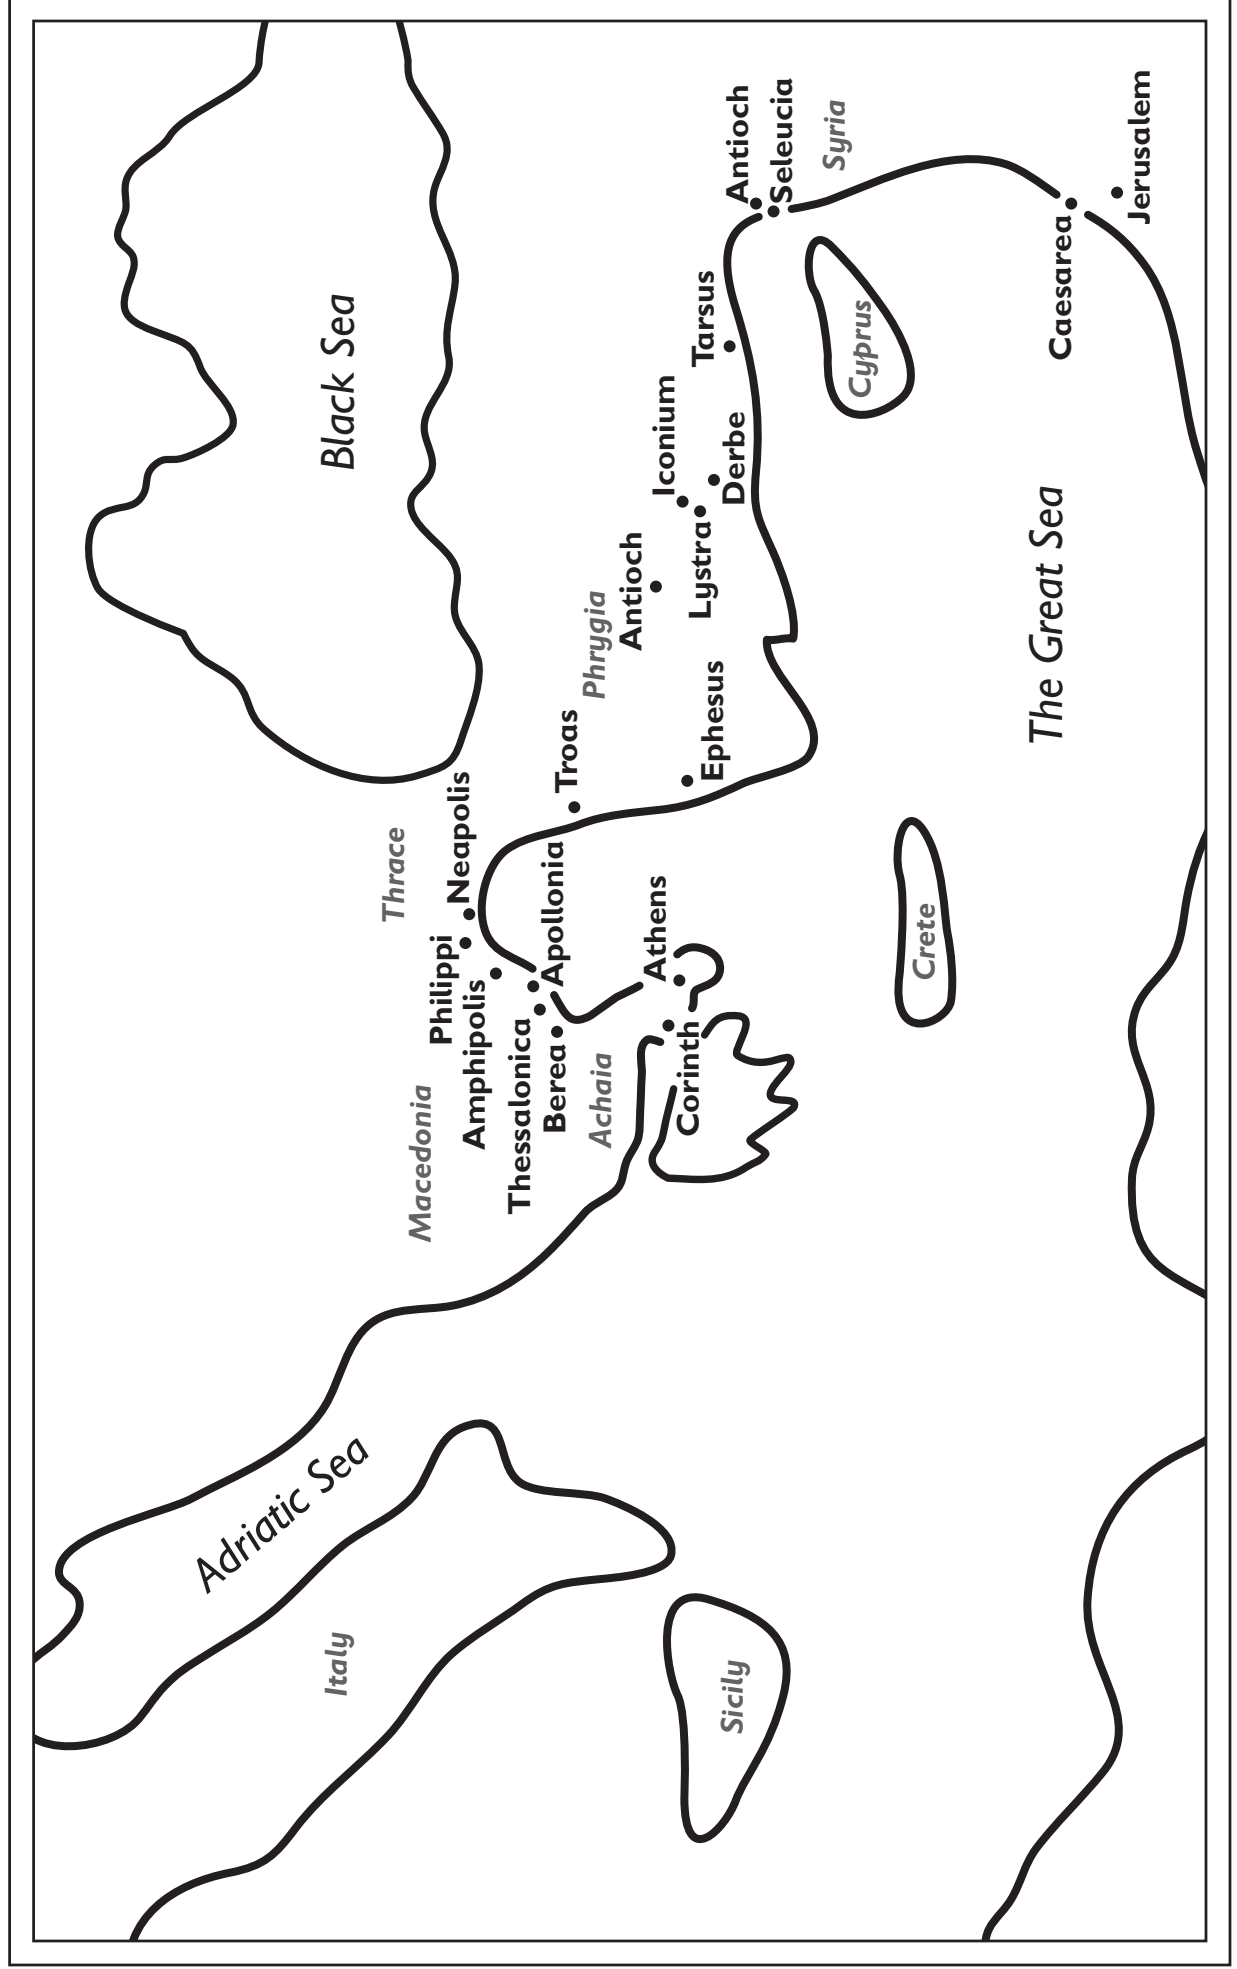 Adriatic Sea
Italy
Sicily
Macedonia
Achaia
Thrace
Philippi
Neapolis
Amphipolis
Apollonia
Thessalonica
Berea
Athens
Corinth
Crete
Black Sea
Troas
Ephesus
Phrygia
Antioch
Iconium
Lystra
Derbe
Tarsus
Antioch
Seleucia
Syria
Cyprus
The Great Sea
Caesarea
Jerusalem